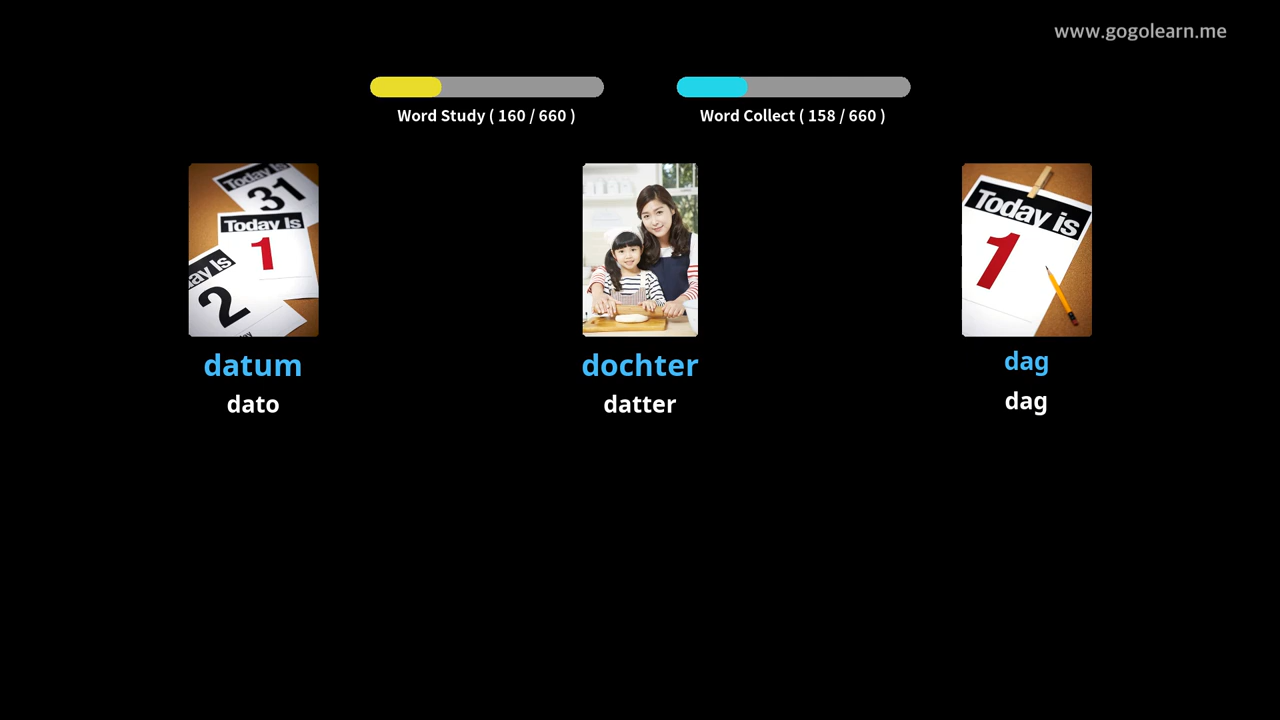 www.gogolearn.me
Word Study ( 160 / 660 )
Word Collect ( 158 / 660 )
Today Is
31
Today Is
1
ay Is
2
Today is
1
datum
dochter
dag
dato
datter
dag